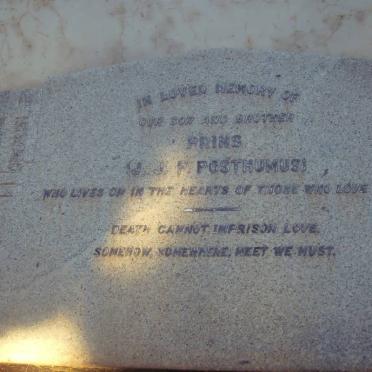 IN LOVED MEMORY OF
OUR SON AND BROTHER
PRINS
(J. J. P. POSTHUMUS)
WHO LIVES ON IN THE HEARTS OF THOSE WHO LOVE
DEATH CANNOT IMPRISON LOVE,
SOMEHOW, SOMEWHERE, MEET WE MUST.